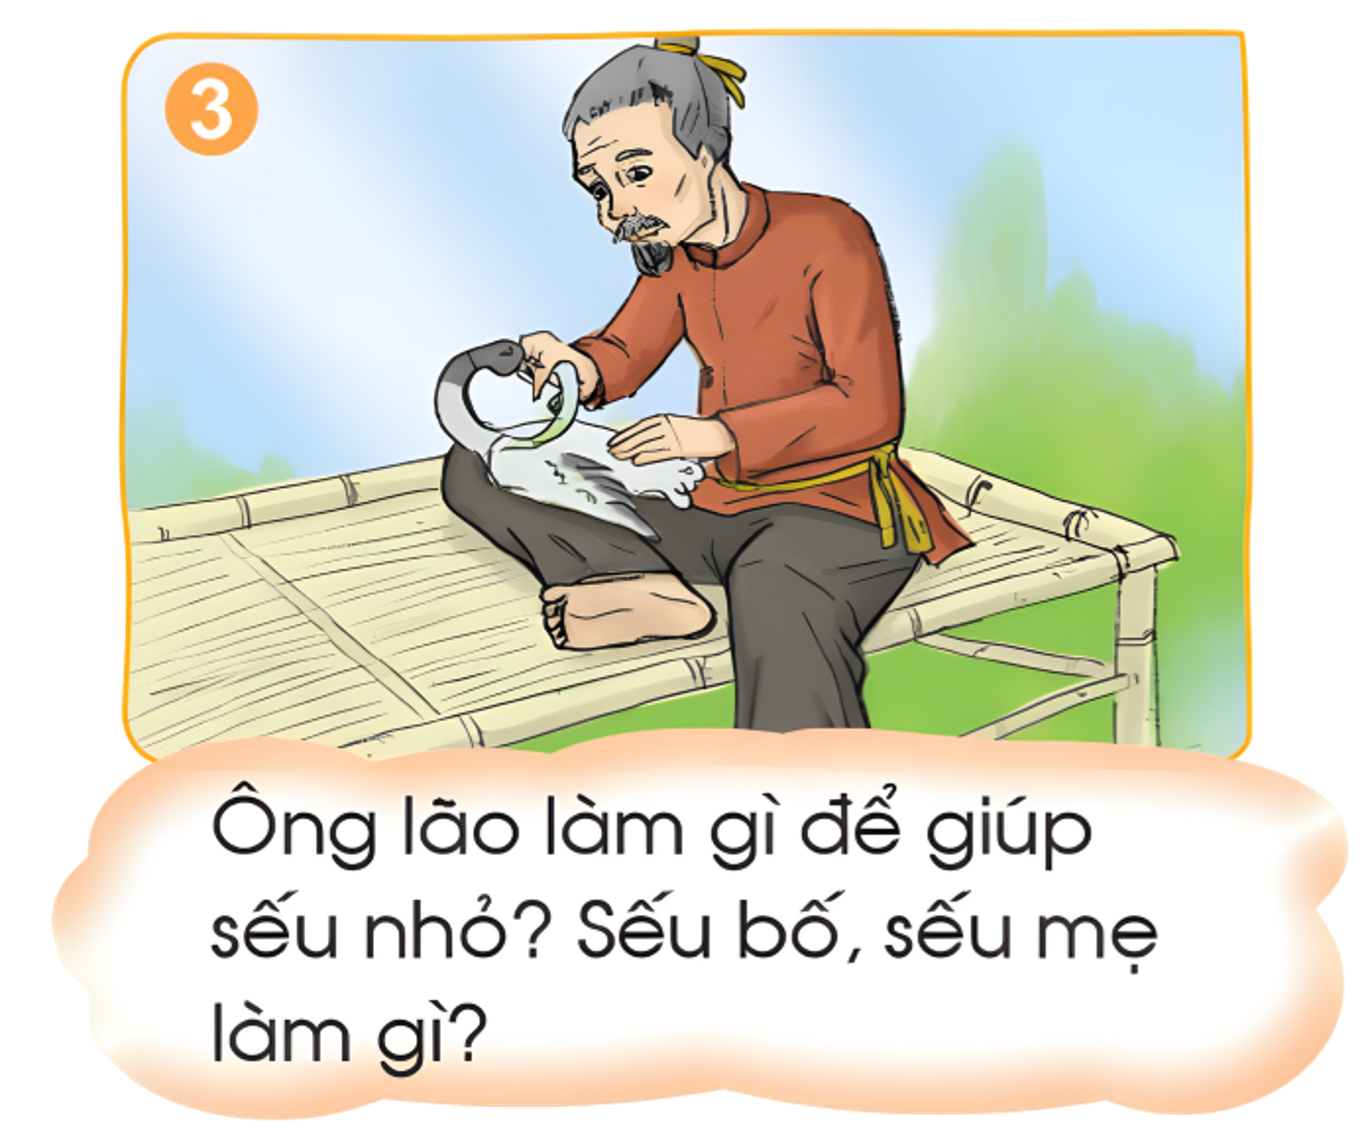 3
Ông lão làm gì để giúp
sếu nhỏ? Sếu bố, sếu mẹ
làm gì?